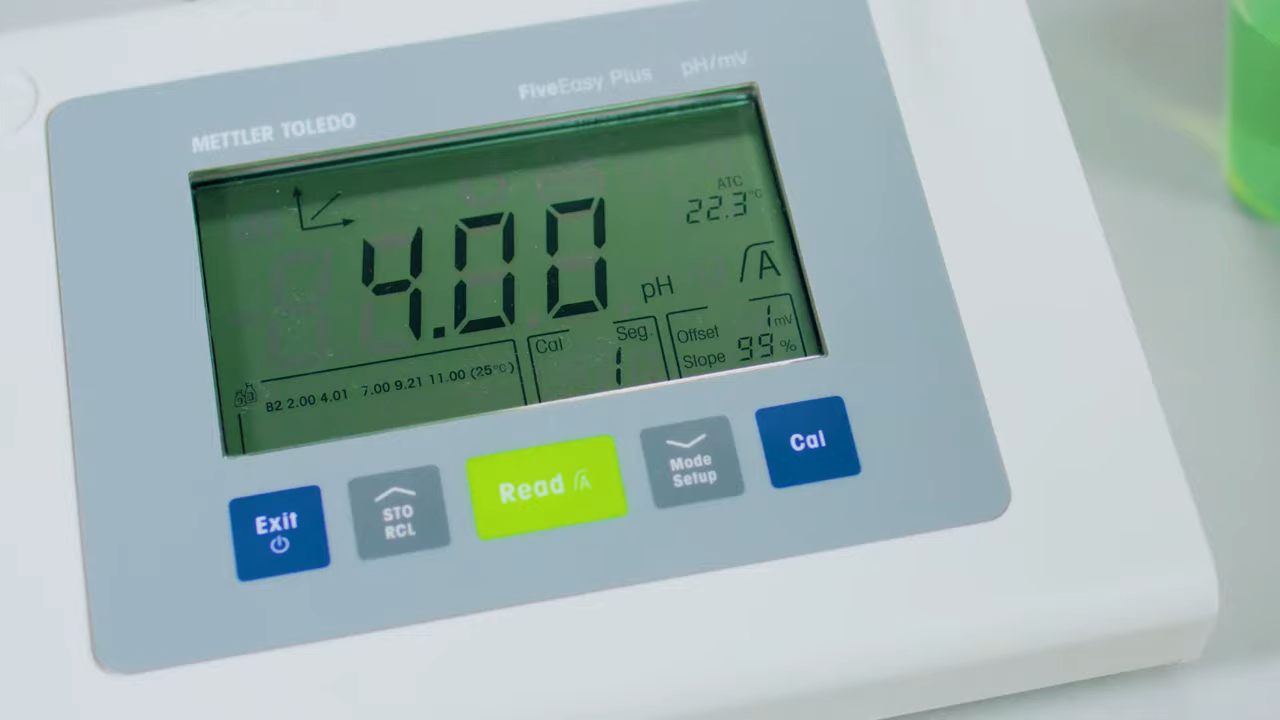 METTLER TOLEDO
FiveEasy Plus pH/mV
ATC
22.3°C
4.00 pH
A
B2 2.00 4.01 7.00 9.21 11.00 (25°C)
Cal Seg.
1
Offset 1 mV
Slope 99 %
Exit
STO
RCL
Read A
Mode
Setup
Cal